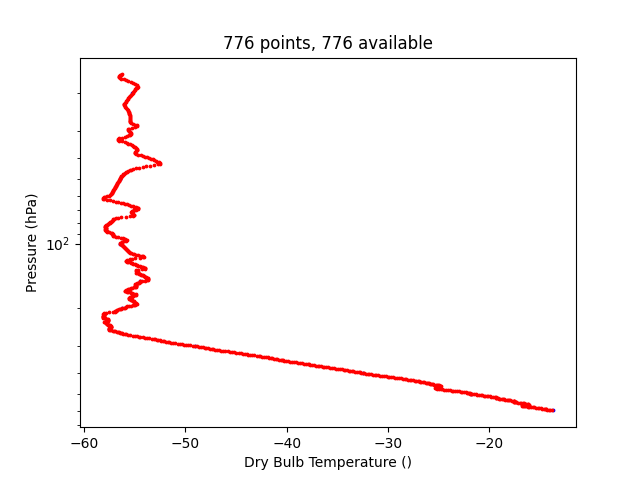 776 points, 776 available
Pressure (hPa)
10²
−60 −50 −40 −30 −20
Dry Bulb Temperature ()